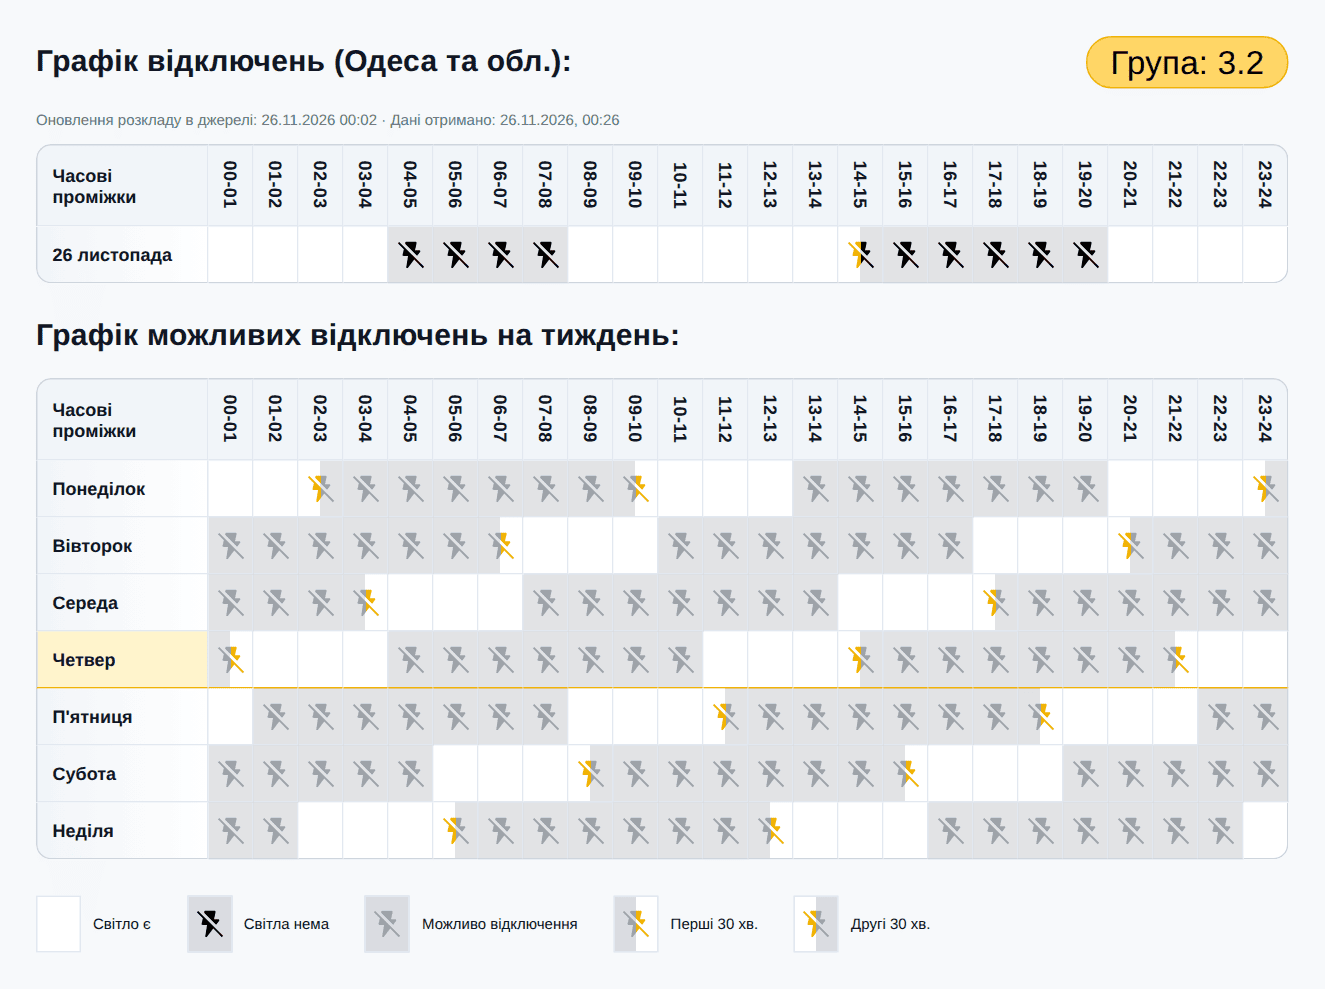 Графік відключень (Одеса та обл.):
Група: 3.2
Оновлення розкладу в джерелі: 26.11.2026 00:02 · Дані отримано: 26.11.2026, 00:26
Часові
проміжки
00-01 01-02 02-03 03-04 04-05 05-06 06-07 07-08 08-09 09-10 10-11 11-12 12-13 13-14 14-15 15-16 16-17 17-18 18-19 19-20 20-21 21-22 22-23 23-24
26 листопада
Графік можливих відключень на тиждень:
Часові
проміжки
00-01 01-02 02-03 03-04 04-05 05-06 06-07 07-08 08-09 09-10 10-11 11-12 12-13 13-14 14-15 15-16 16-17 17-18 18-19 19-20 20-21 21-22 22-23 23-24
Понеділок
Вівторок
Середа
Четвер
П'ятниця
Субота
Неділя
Світло є
Світла нема
Можливо відключення
Перші 30 хв.
Другі 30 хв.